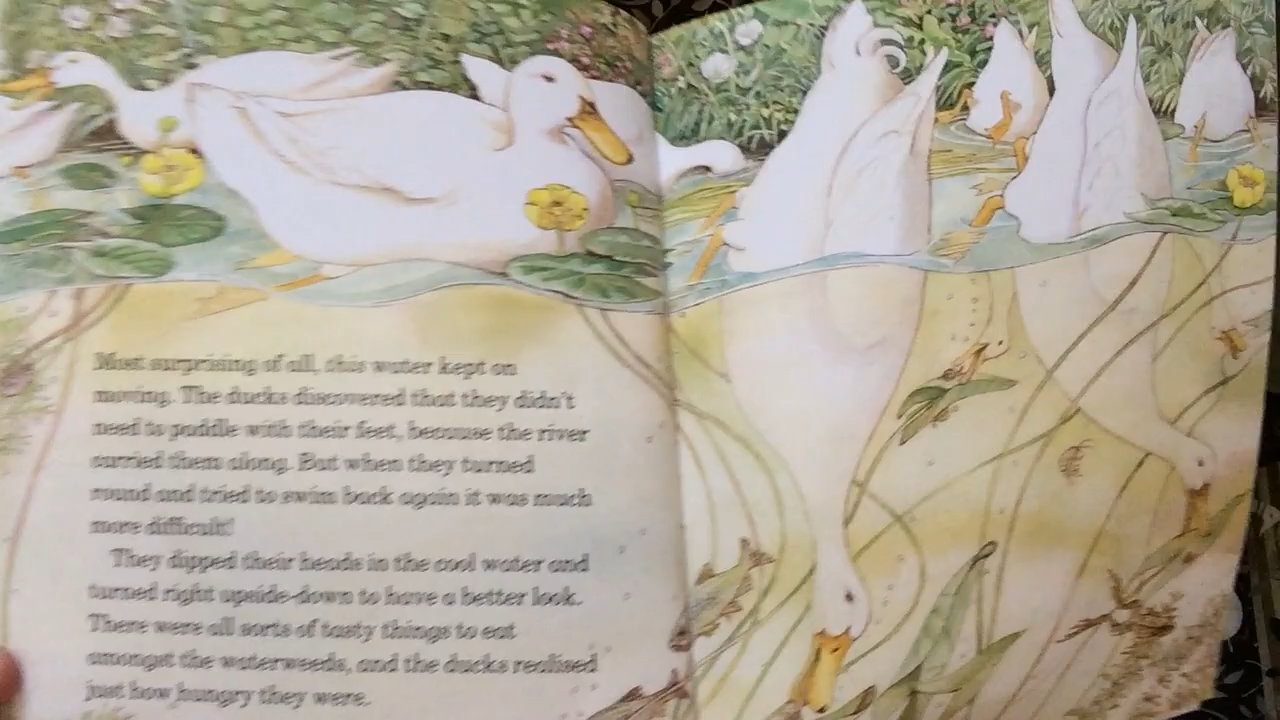 Most surprising of all, this water kept on
moving. The ducks discovered that they didn't
need to paddle with their feet, because the river
carried them along. But when they turned
round and tried to swim back again it was much
more difficult!
They dipped their heads in the cool water and
turned right upside-down to have a better look.
There were all sorts of tasty things to eat
amongst the waterweeds, and the ducks realised
just how hungry they were.